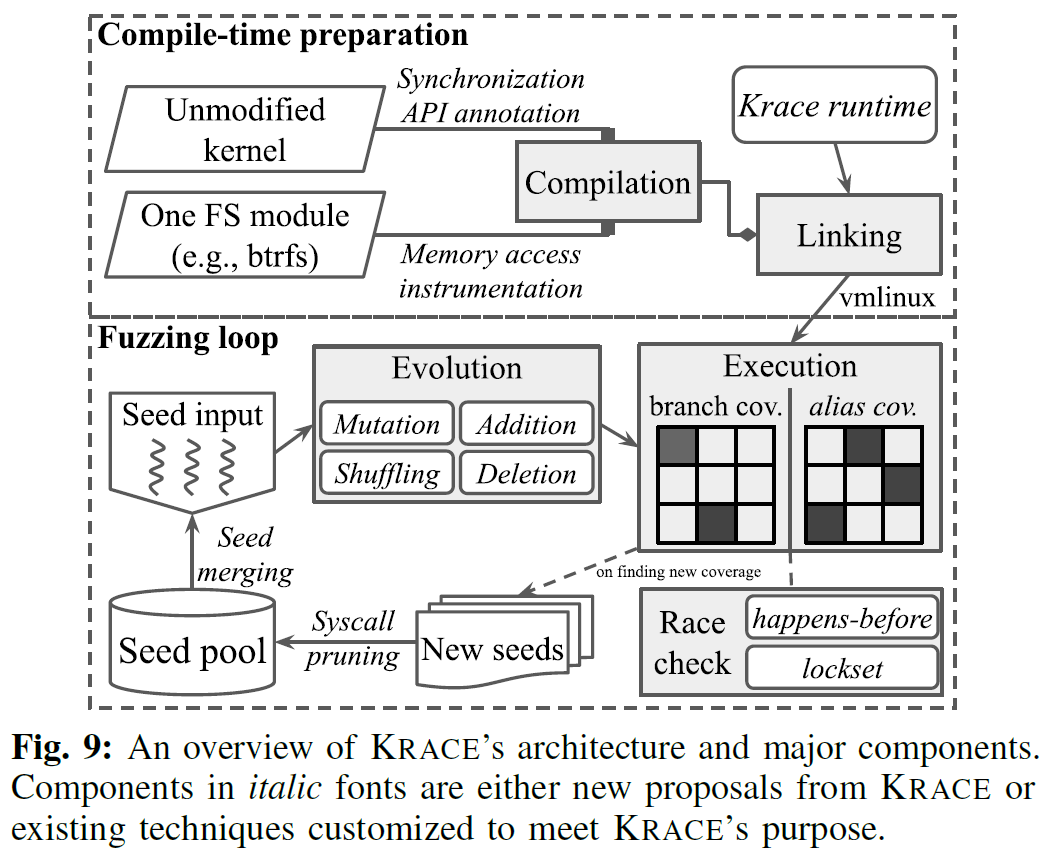 Compile-time preparation
Unmodified
kernel
Synchronization
API annotation
Krace runtime
Compilation
One FS module
(e.g., btrfs)
Memory access
instrumentation
Linking
vmlinux
Fuzzing loop
Seed input
Evolution
Mutation
Addition
Shuffling
Deletion
Execution
branch cov.
alias cov.
Seed
merging
on finding new coverage
Seed pool
Syscall
pruning
New seeds
Race
check
happens-before
lockset
Fig. 9: An overview of KRACE's architecture and major components.
Components in italic fonts are either new proposals from KRACE or
existing techniques customized to meet KRACE's purpose.